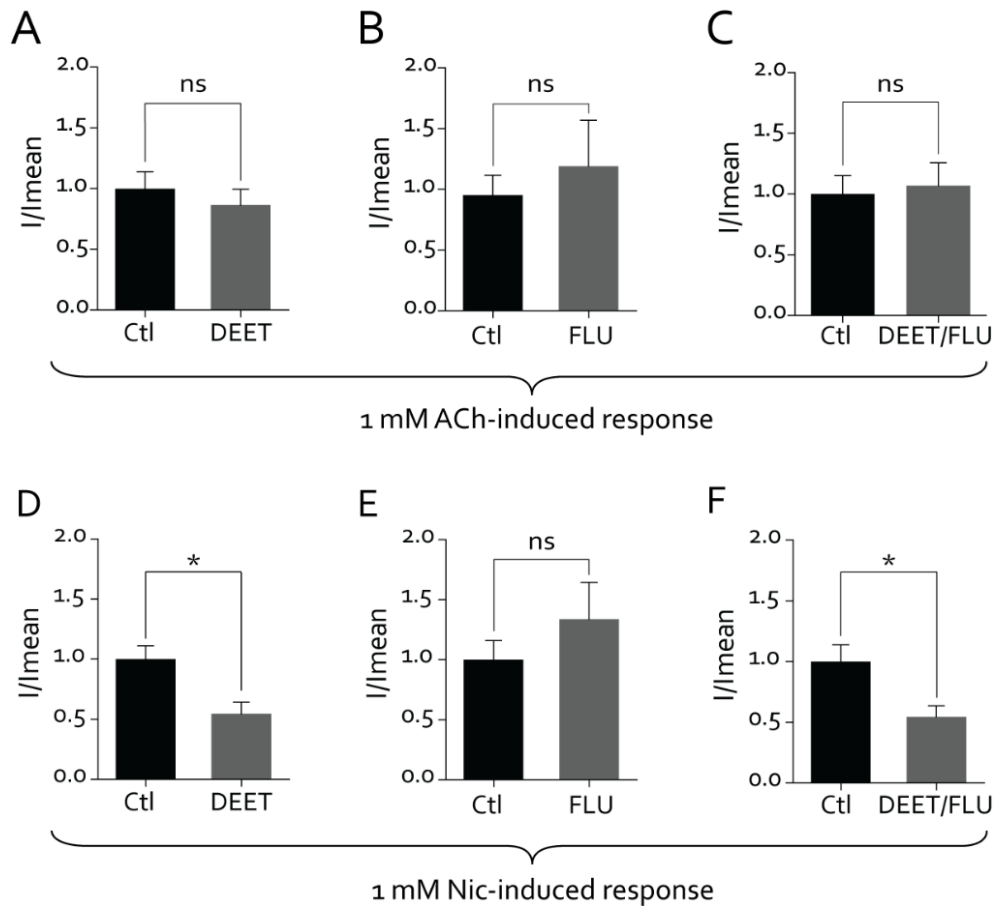 A
B
C
2.0
1.5
1.0
0.5
0.0
I/Imean
ns
Ctl
DEET
2.0
1.5
1.0
0.5
0.0
I/Imean
ns
Ctl
FLU
2.0
1.5
1.0
0.5
0.0
I/Imean
ns
Ctl
DEET/FLU
1 mM ACh-induced response
D
E
F
2.0
1.5
1.0
0.5
0.0
I/Imean
*
Ctl
DEET
2.0
1.5
1.0
0.5
0.0
I/Imean
ns
Ctl
FLU
2.0
1.5
1.0
0.5
0.0
I/Imean
*
Ctl
DEET/FLU
1 mM Nic-induced response